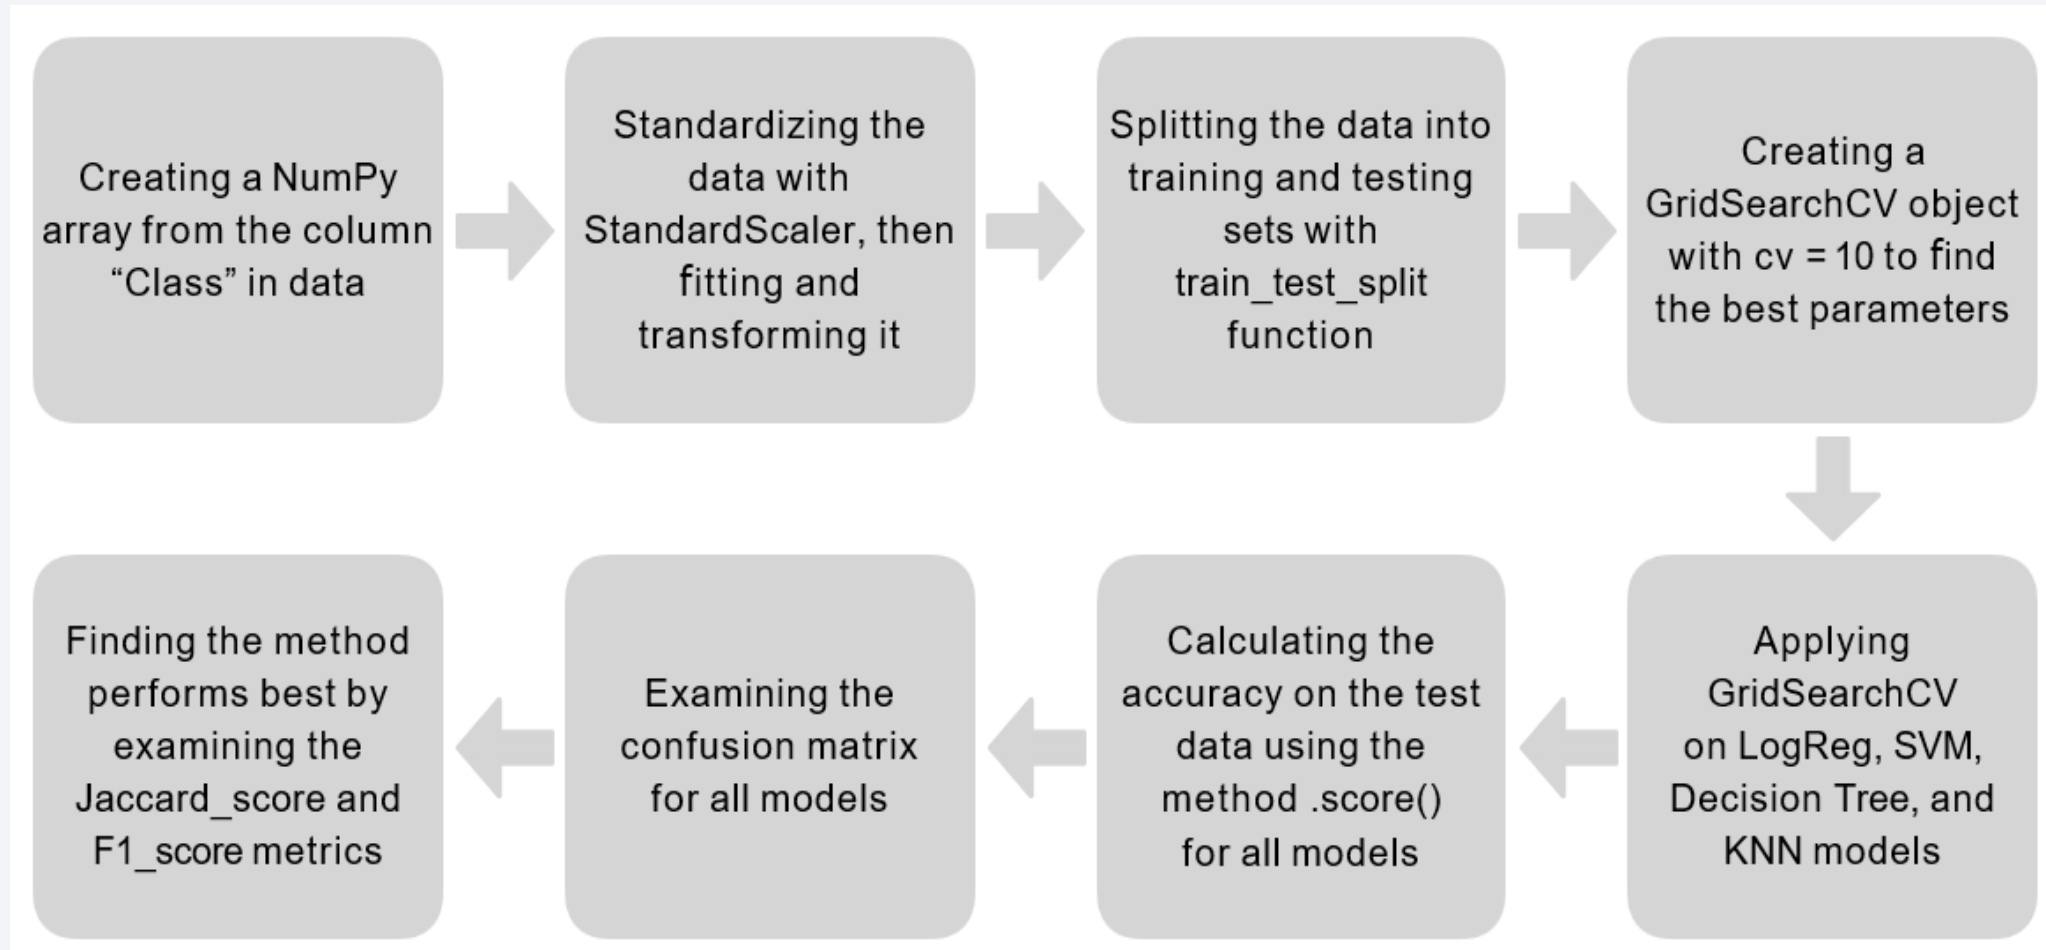 Creating a NumPy
array from the column
“Class” in data
Standardizing the
data with
StandardScaler, then
fitting and
transforming it
Splitting the data into
training and testing
sets with
train_test_split
function
Creating a
GridSearchCV object
with cv = 10 to find
the best parameters
Applying
GridSearchCV
on LogReg, SVM,
Decision Tree, and
KNN models
Calculating the
accuracy on the test
data using the
method .score()
for all models
Examining the
confusion matrix
for all models
Finding the method
performs best by
examining the
Jaccard_score and
F1_score metrics